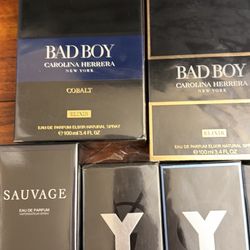 BAD BOY
CAROLINA HERRERA
NEW YORK
COBALT
ELIXIR
EAU DE PARFUM ELIXIR NATURAL SPRAY
100 ml 3.4 FL. OZ.
BAD BOY
CAROLINA HERRERA
NEW YORK
ELIXIR
EAU DE PARFUM ELIXIR NATURAL SPRAY
100 ml 3.4 FL. OZ.
SAUVAGE
EAU DE PARFUM
Y
Y